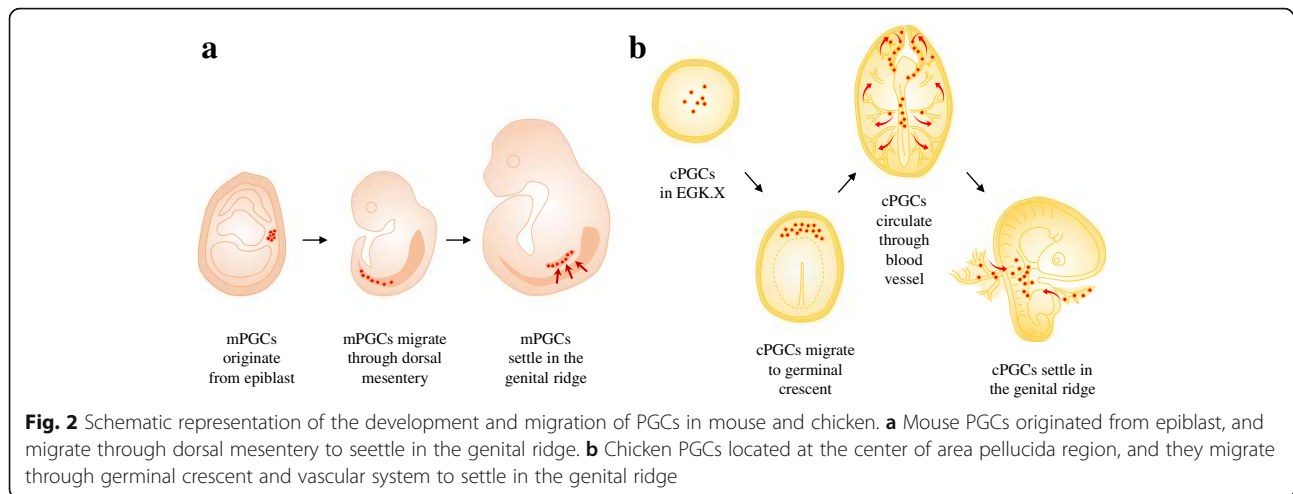 a
mPGCs
originate
from epiblast
mPGCs migrate
through dorsal
mesentery
mPGCs
settle in the
genital ridge
b
cPGCs
in EGK.X
cPGCs migrate
to germinal
crescent
cPGCs
circulate
through
blood
vessel
cPGCs settle in
the genital ridge
Fig. 2 Schematic representation of the development and migration of PGCs in mouse and chicken. a Mouse PGCs originated from epiblast, and
migrate through dorsal mesentery to seettle in the genital ridge. b Chicken PGCs located at the center of area pellucida region, and they migrate
through germinal crescent and vascular system to settle in the genital ridge